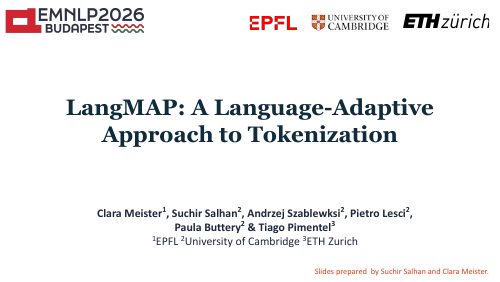 EMNLP2026
BUDAPEST
EPFL
UNIVERSITY OF
CAMBRIDGE
ETH zürich
LangMAP: A Language-Adaptive
Approach to Tokenization
Clara Meister¹, Suchir Salhan², Andrzej Szablewksi², Pietro Lesci²,
Paula Buttery² & Tiago Pimentel³
¹EPFL ²University of Cambridge ³ETH Zurich
Slides prepared by Suchir Salhan and Clara Meister.